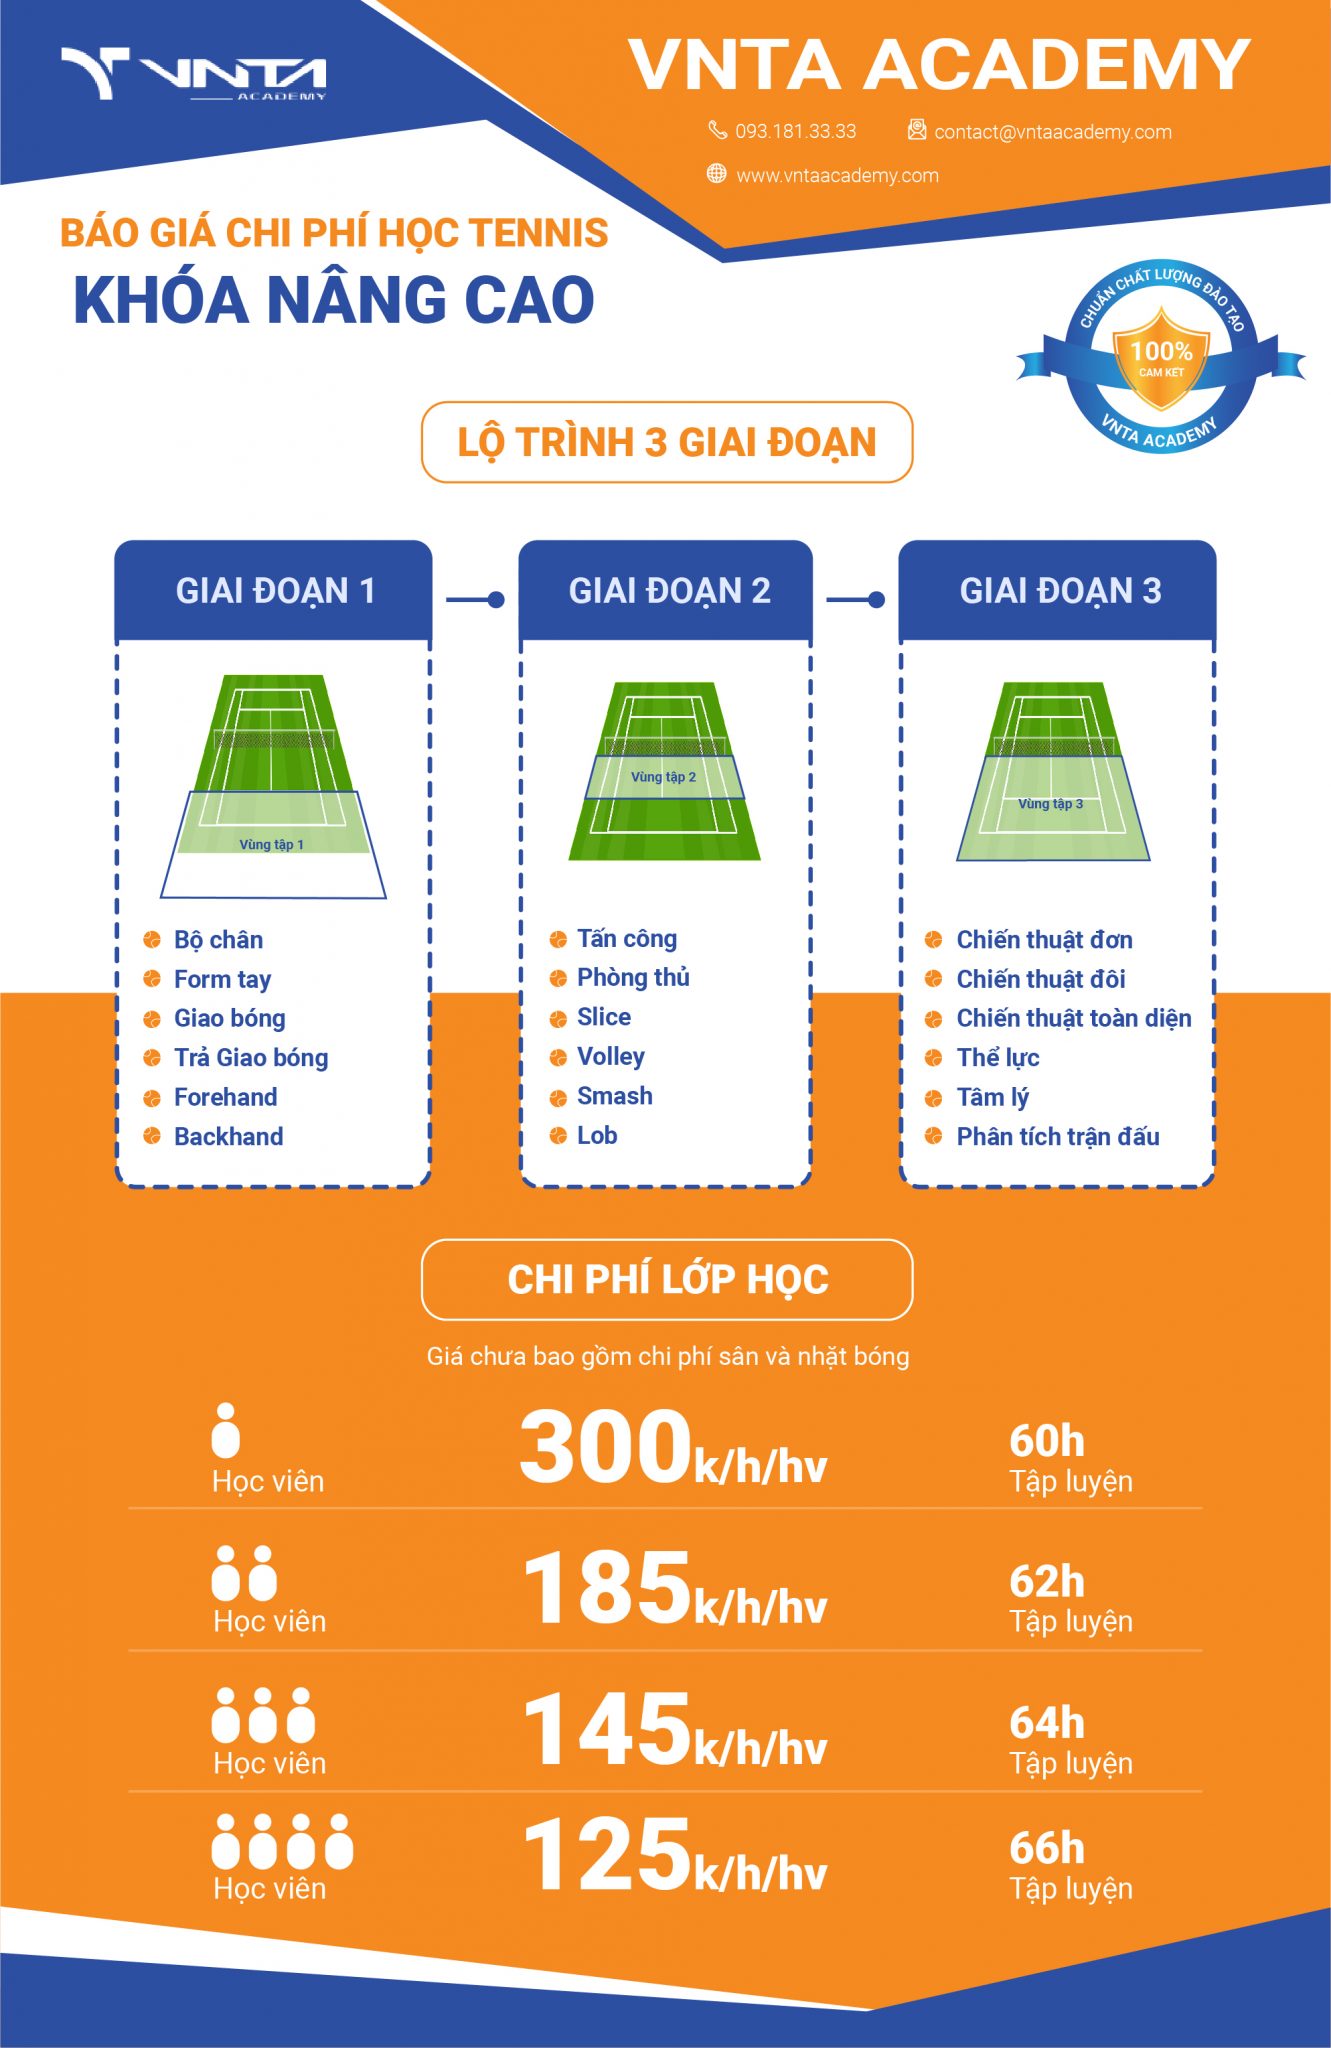 VNTA
ACADEMY
VNTA ACADEMY
093.181.33.33
contact@vntaacademy.com
www.vntaacademy.com
BÁO GIÁ CHI PHÍ HỌC TENNIS
KHÓA NÂNG CAO
CHUẨN CHẤT LƯỢNG ĐÀO TẠO
100%
CAM KẾT
VNTA ACADEMY
LỘ TRÌNH 3 GIAI ĐOẠN
GIAI ĐOẠN 1
Vùng tập 1
Bộ chân
Form tay
Giao bóng
Trả Giao bóng
Forehand
Backhand
GIAI ĐOẠN 2
Vùng tập 2
Tấn công
Phòng thủ
Slice
Volley
Smash
Lob
GIAI ĐOẠN 3
Vùng tập 3
Chiến thuật đơn
Chiến thuật đôi
Chiến thuật toàn diện
Thể lực
Tâm lý
Phân tích trận đấu
CHI PHÍ LỚP HỌC
Giá chưa bao gồm chi phí sân và nhặt bóng
Học viên
300k/h/hv
60h
Tập luyện
Học viên
185k/h/hv
62h
Tập luyện
Học viên
145k/h/hv
64h
Tập luyện
Học viên
125k/h/hv
66h
Tập luyện